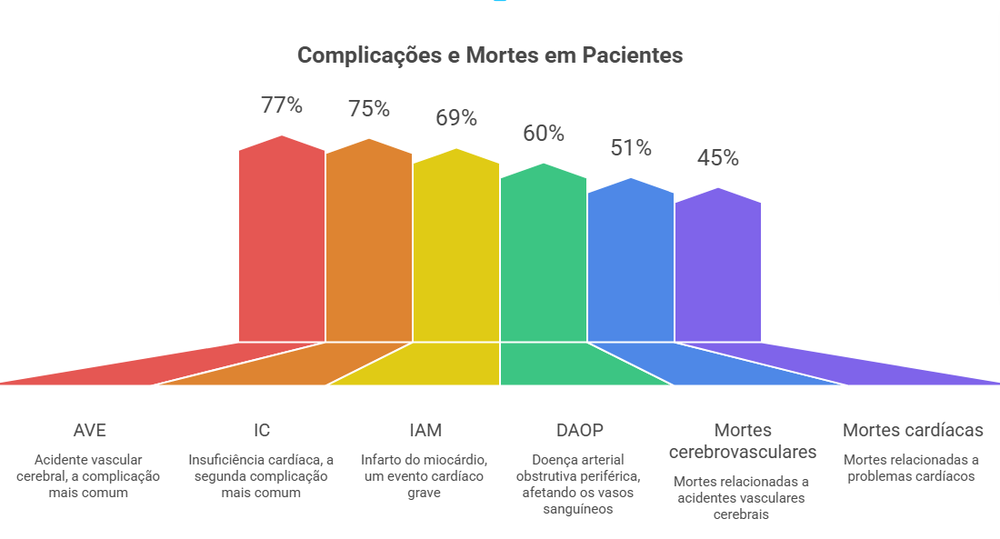 Complicações e Mortes em Pacientes
77%
75%
69%
60%
51%
45%
AVE
Acidente vascular
cerebral, a complicação
mais comum
IC
Insuficiência cardíaca, a
segunda complicação
mais comum
IAM
Infarto do miocárdio,
um evento cardíaco
grave
DAOP
Doença arterial
obstrutiva periférica,
afetando os vasos
sanguíneos
Mortes
cerebrovasculares
Mortes relacionadas a
acidentes vasculares
cerebrais
Mortes cardíacas
Mortes relacionadas a
problemas cardíacos